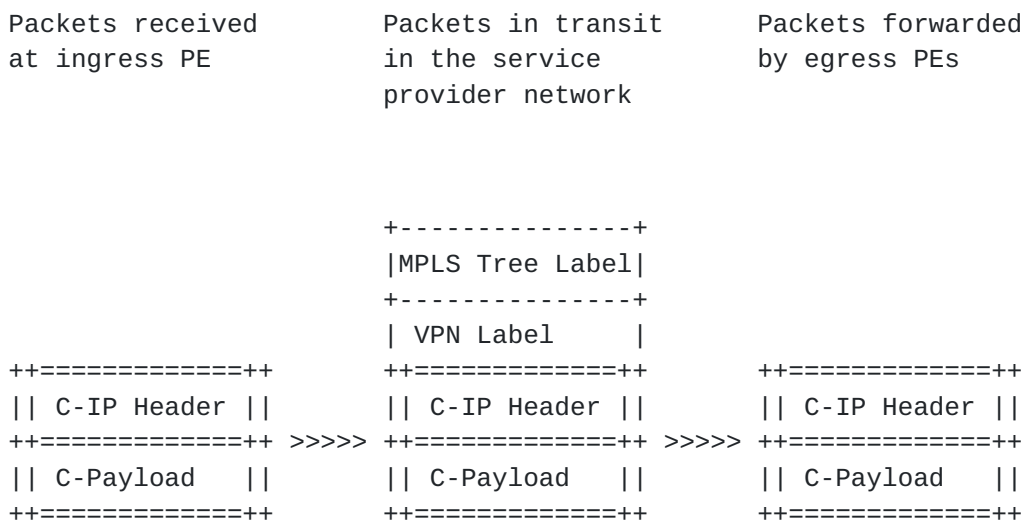 Packets received        Packets in transit      Packets forwarded
at ingress PE           in the service          by egress PEs
                        provider network

                        +---------------+
                        |MPLS Tree Label|
                        +---------------+
                        | VPN Label     |
++=============++       ++=============++       ++=============++
|| C-IP Header ||       || C-IP Header ||       || C-IP Header ||
++=============++ >>>>> ++=============++ >>>>> ++=============++
|| C-Payload   ||       || C-Payload   ||       || C-Payload   ||
++=============++       ++=============++       ++=============++